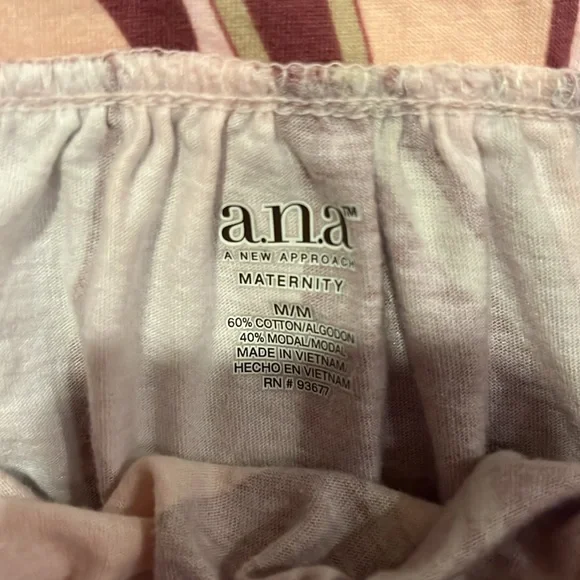 a.n.a™
A NEW APPROACH
MATERNITY
M/M
60% COTTON/ALGODON
40% MODAL/MODAL
MADE IN VIETNAM
HECHO EN VIETNAM
RN # 93677